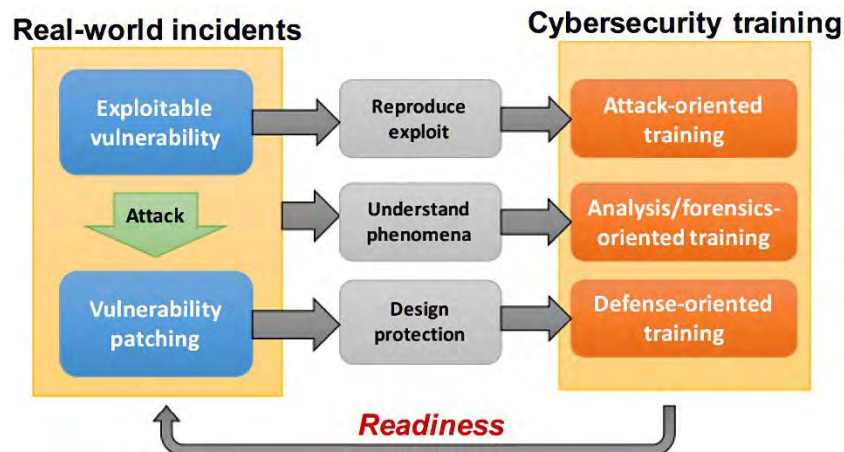 Real-world incidents
Cybersecurity training
Exploitable
vulnerability
Reproduce
exploit
Attack-oriented
training
Attack
Understand
phenomena
Analysis/forensics-
oriented training
Vulnerability
patching
Design
protection
Defense-oriented
training
Readiness